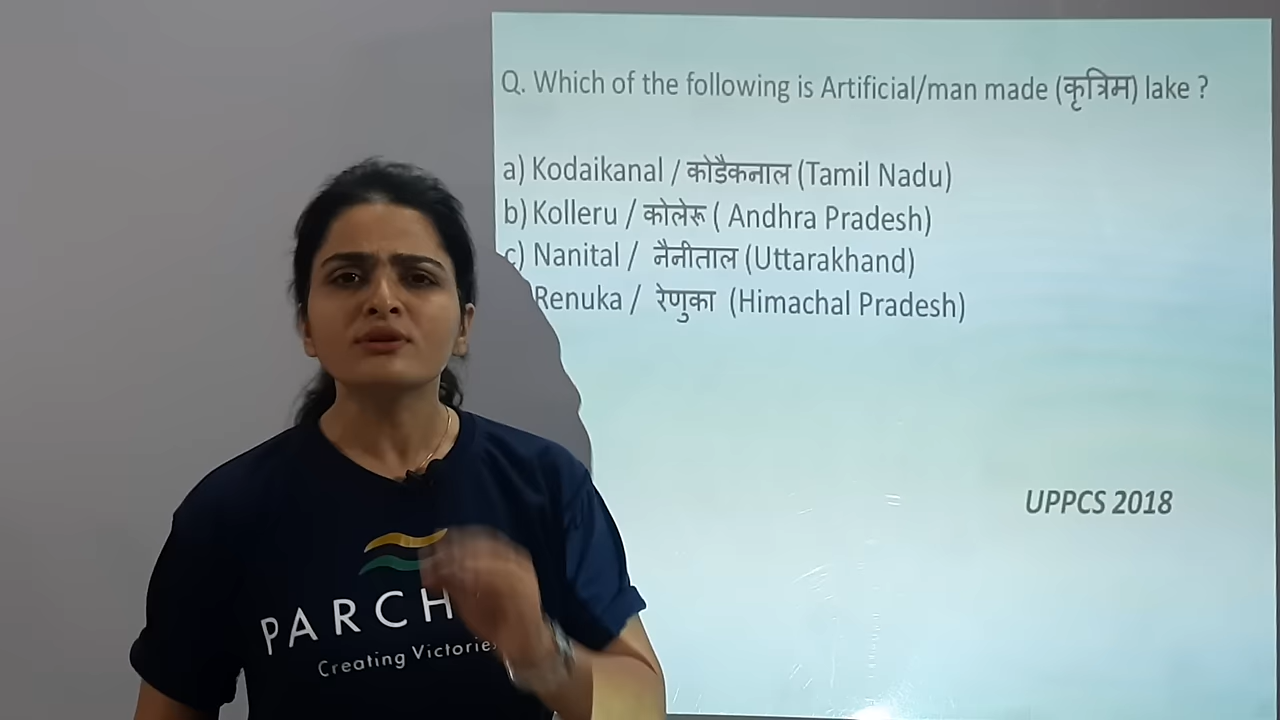 Q. Which of the following is Artificial/man made (कृत्रिम) lake ?
a) Kodaikanal / कोडैकनाल (Tamil Nadu)
b) Kolleru / कोलेरू ( Andhra Pradesh)
c) Nanital / नैनीताल (Uttarakhand)
Renuka / रेणुका (Himachal Pradesh)
UPPCS 2018
PARCH
Creating Victories